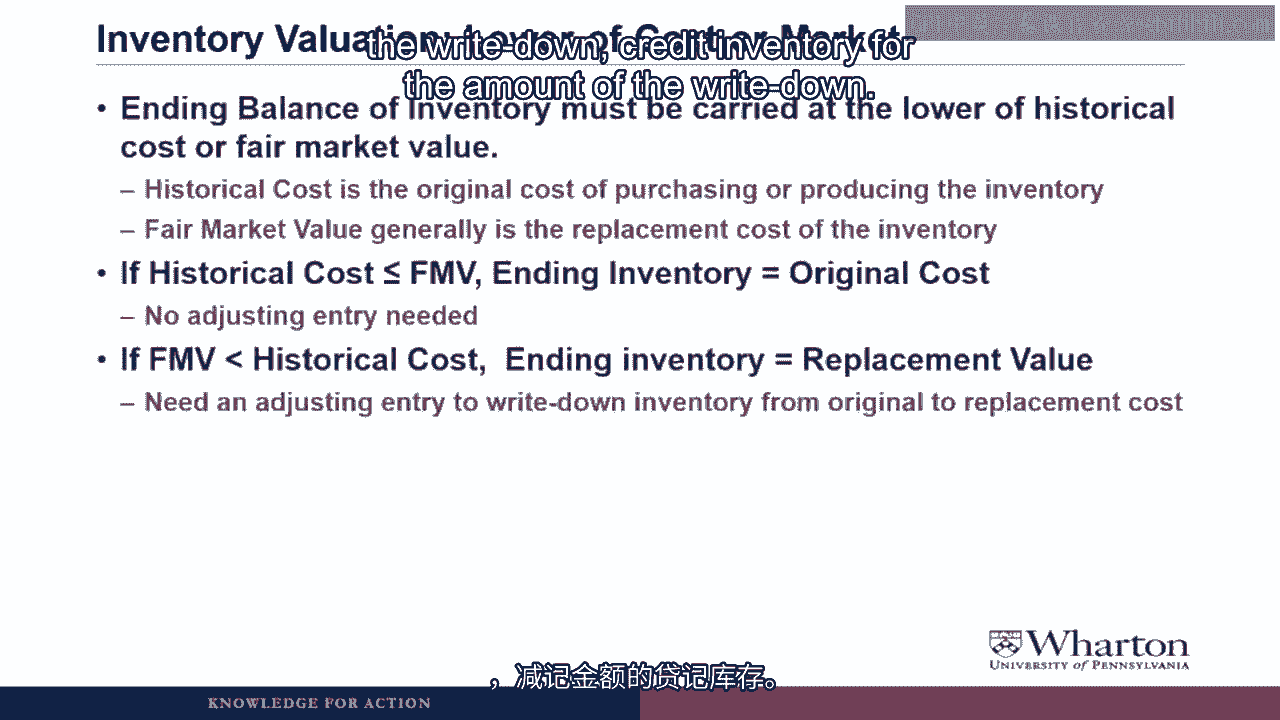 Inventory Valuation: Lower of Cost or Market
the write-down, credit inventory for
the amount of the write-down.
• Ending Balance of Inventory must be carried at the lower of historical
cost or fair market value.
– Historical Cost is the original cost of purchasing or producing the inventory
– Fair Market Value generally is the replacement cost of the inventory
• If Historical Cost ≤ FMV, Ending Inventory = Original Cost
– No adjusting entry needed
• If FMV < Historical Cost, Ending inventory = Replacement Value
– Need an adjusting entry to write-down inventory from original to replacement cost
Wharton
UNIVERSITY of PENNSYLVANIA
，减记金额的贷记库存。
KNOWLEDGE FOR ACTION